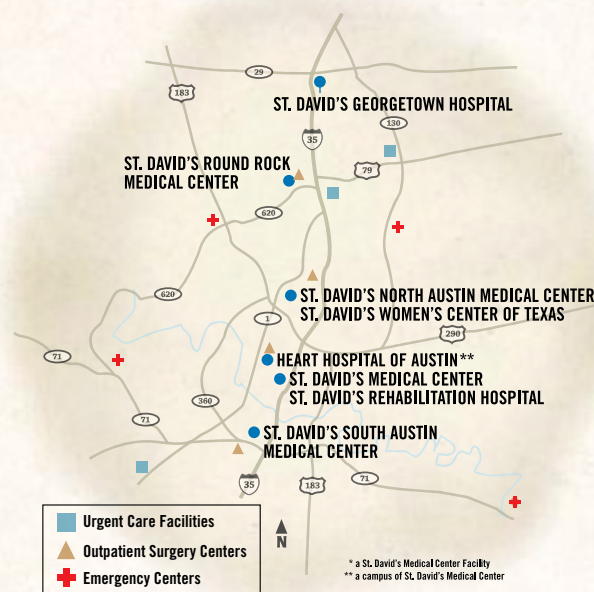 29
183
ST. DAVID'S GEORGETOWN HOSPITAL
130
35
ST. DAVID'S ROUND ROCK
MEDICAL CENTER
79
620
620
ST. DAVID'S NORTH AUSTIN MEDICAL CENTER
ST. DAVID'S WOMEN'S CENTER OF TEXAS
1
290
71
HEART HOSPITAL OF AUSTIN**
ST. DAVID'S MEDICAL CENTER
ST. DAVID'S REHABILITATION HOSPITAL
360
71
ST. DAVID'S SOUTH AUSTIN
MEDICAL CENTER
35
183
71
Urgent Care Facilities
Outpatient Surgery Centers
Emergency Centers
N
* a St. David's Medical Center Facility
** a campus of St. David's Medical Center